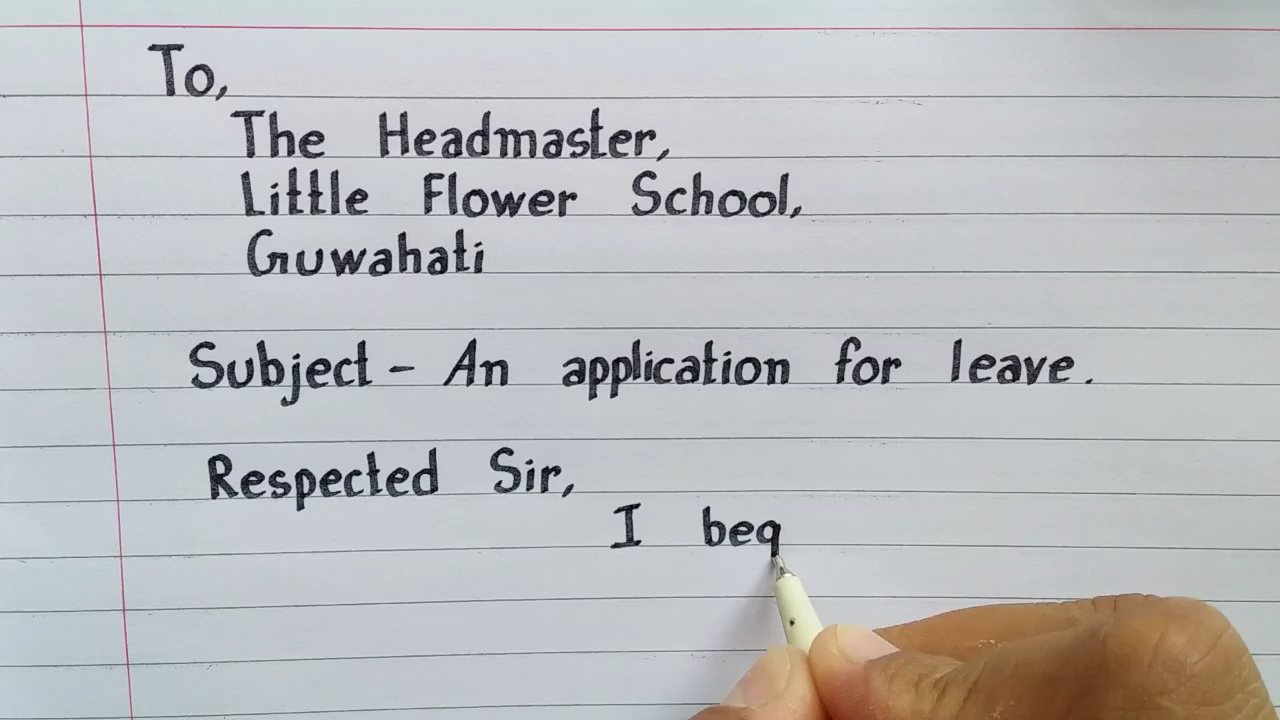 To,
The Headmaster,
Little Flower School,
Guwahati
Subject - An application for leave.
Respected Sir,
I beg